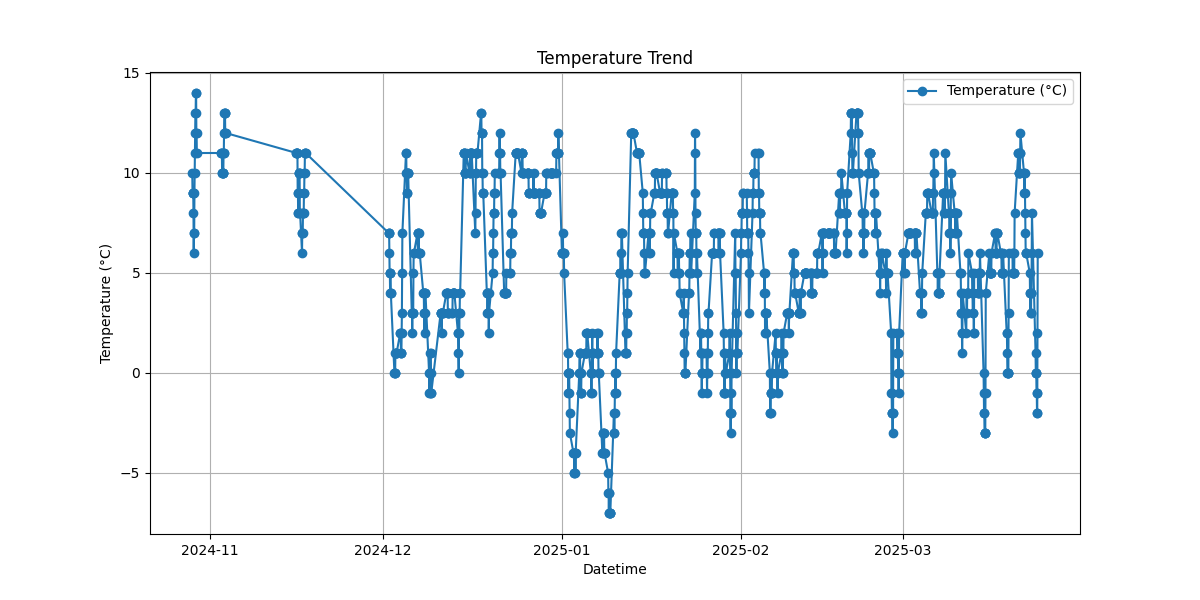 Temperature Trend
Temperature (°C)
15
10
5
0
−5
Temperature (°C)
2024-11
2024-12
2025-01
2025-02
2025-03
Datetime